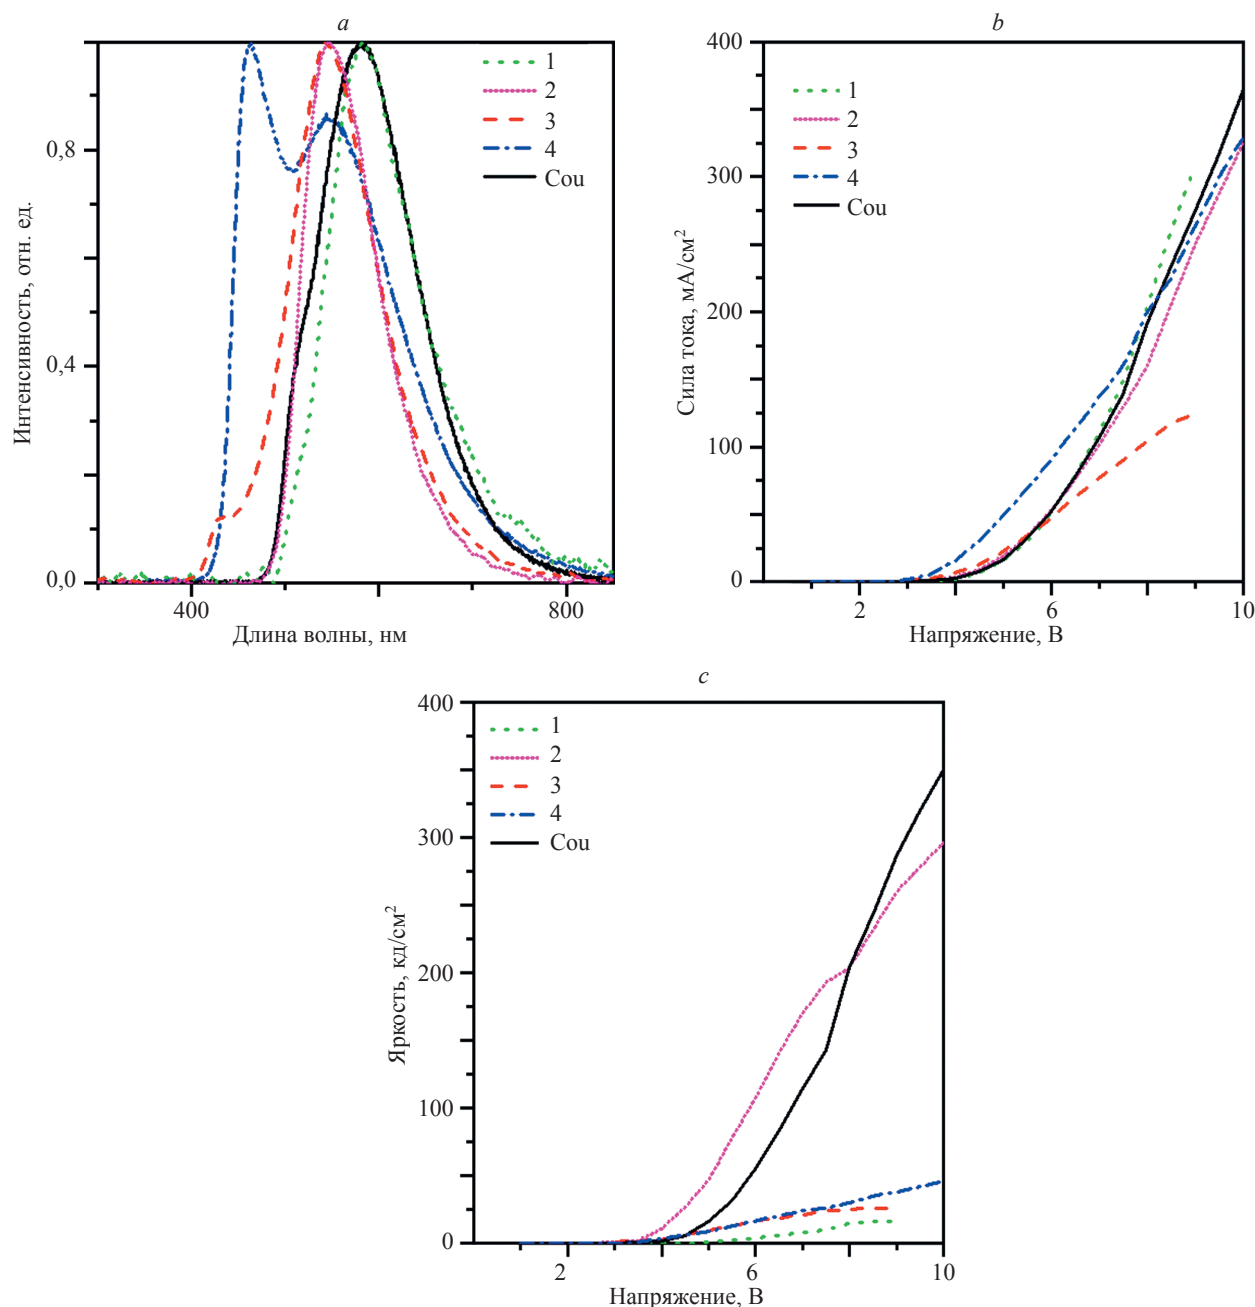 a
1
2
3
4
Cou
0,8
0,4
0,0
400
800
Интенсивность, отн. ед.
Длина волны, нм
b
1
2
3
4
Cou
400
300
200
100
0
2
6
10
Сила тока, мА/см²
Напряжение, В
c
1
2
3
4
Cou
400
300
200
100
0
2
6
10
Яркость, кд/см²
Напряжение, В